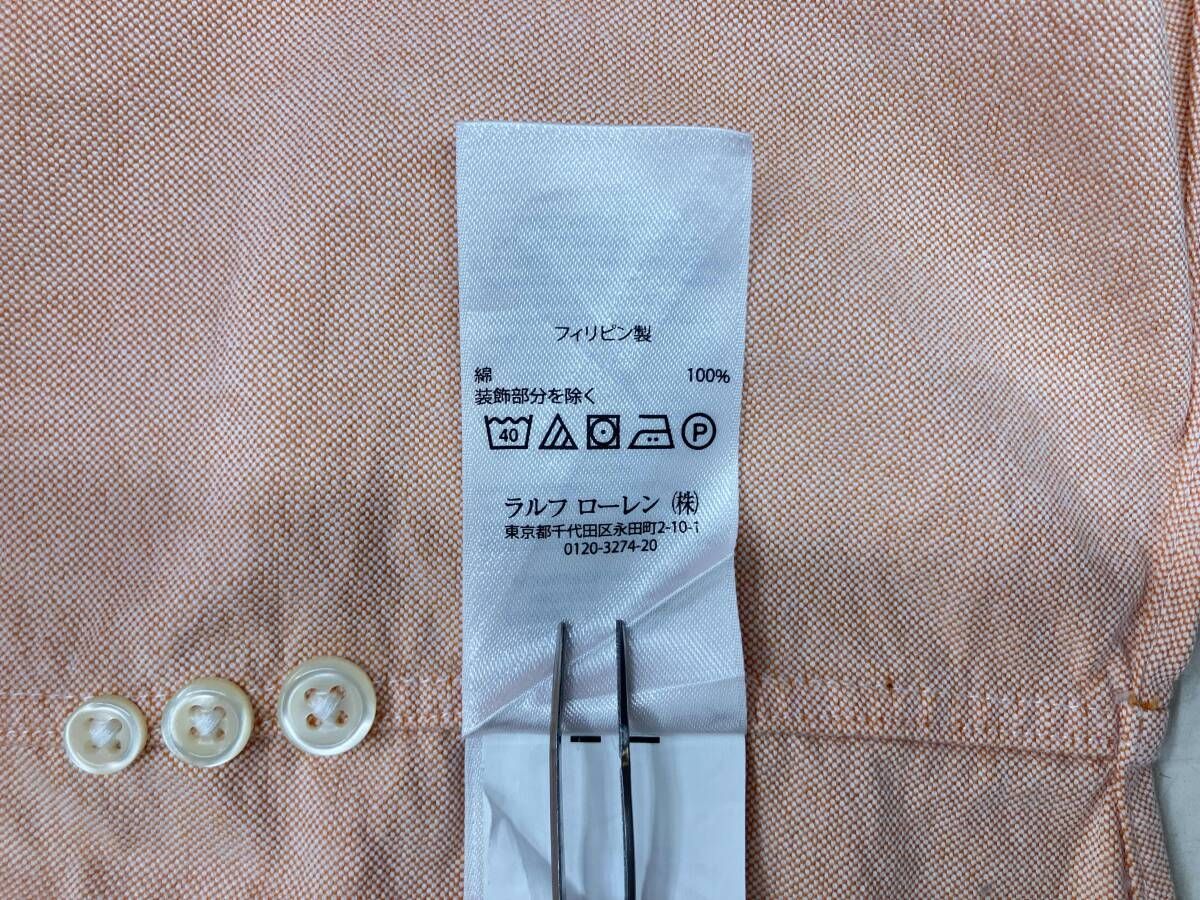 フィリピン製
綿 100%
装飾部分を除く
40 P
ラルフ ローレン (株)
東京都千代田区永田町2-10-1
0120-3274-20